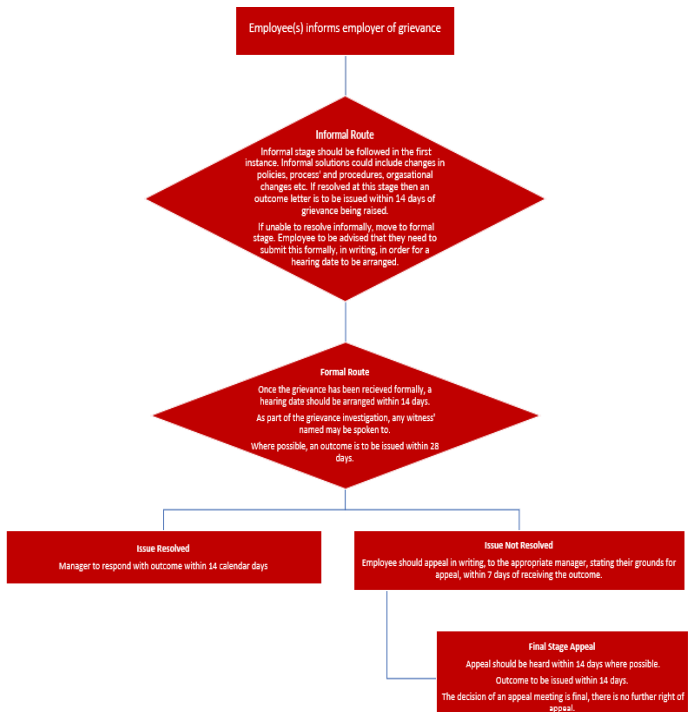 Employee(s) informs employer of grievance
Informal Route
Informal stage should be followed in the first
instance. Informal solutions could include changes in
policies, process' and procedures, orgasational
changes etc. If resolved at this stage then an
outcome letter is to be issued within 14 days of
grievance being raised.
If unable to resolve informally, move to formal
stage. Employee to be advised that they need to
submit this formally, in writing, in order for a
hearing date to be arranged.
Formal Route
Once the grievance has been recieved formally, a
hearing date should be arranged within 14 days.
As part of the grievance investigation, any witness'
named may be spoken to.
Where possible, an outcome is to be issued within 28
days.
Issue Resolved
Manager to respond with outcome within 14 calendar days
Issue Not Resolved
Employee should appeal in writing, to the appropriate manager, stating their grounds for
appeal, within 7 days of receiving the outcome.
Final Stage Appeal
Appeal should be heard within 14 days where possible.
Outcome to be issued within 14 days.
The decision of an appeal meeting is final, there is no further right of
appeal.